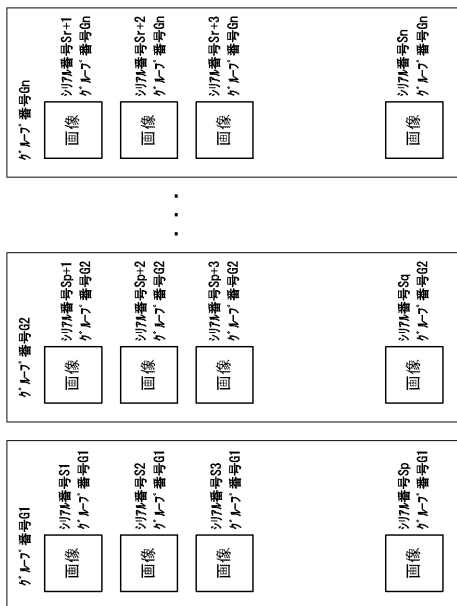 ｸﾞﾙｰﾌﾟ番号G1
画像
ｼﾘｱﾙ番号S1
ｸﾞﾙｰﾌﾟ番号G1
画像
ｼﾘｱﾙ番号S2
ｸﾞﾙｰﾌﾟ番号G1
画像
ｼﾘｱﾙ番号S3
ｸﾞﾙｰﾌﾟ番号G1
画像
ｼﾘｱﾙ番号Sp
ｸﾞﾙｰﾌﾟ番号G1
ｸﾞﾙｰﾌﾟ番号G2
画像
ｼﾘｱﾙ番号Sp+1
ｸﾞﾙｰﾌﾟ番号G2
画像
ｼﾘｱﾙ番号Sp+2
ｸﾞﾙｰﾌﾟ番号G2
画像
ｼﾘｱﾙ番号Sp+3
ｸﾞﾙｰﾌﾟ番号G2
画像
ｼﾘｱﾙ番号Sq
ｸﾞﾙｰﾌﾟ番号G2
・・・
ｸﾞﾙｰﾌﾟ番号Gn
画像
ｼﾘｱﾙ番号Sr+1
ｸﾞﾙｰﾌﾟ番号Gn
画像
ｼﾘｱﾙ番号Sr+2
ｸﾞﾙｰﾌﾟ番号Gn
画像
ｼﾘｱﾙ番号Sr+3
ｸﾞﾙｰﾌﾟ番号Gn
画像
ｼﾘｱﾙ番号Sn
ｸﾞﾙｰﾌﾟ番号Gn